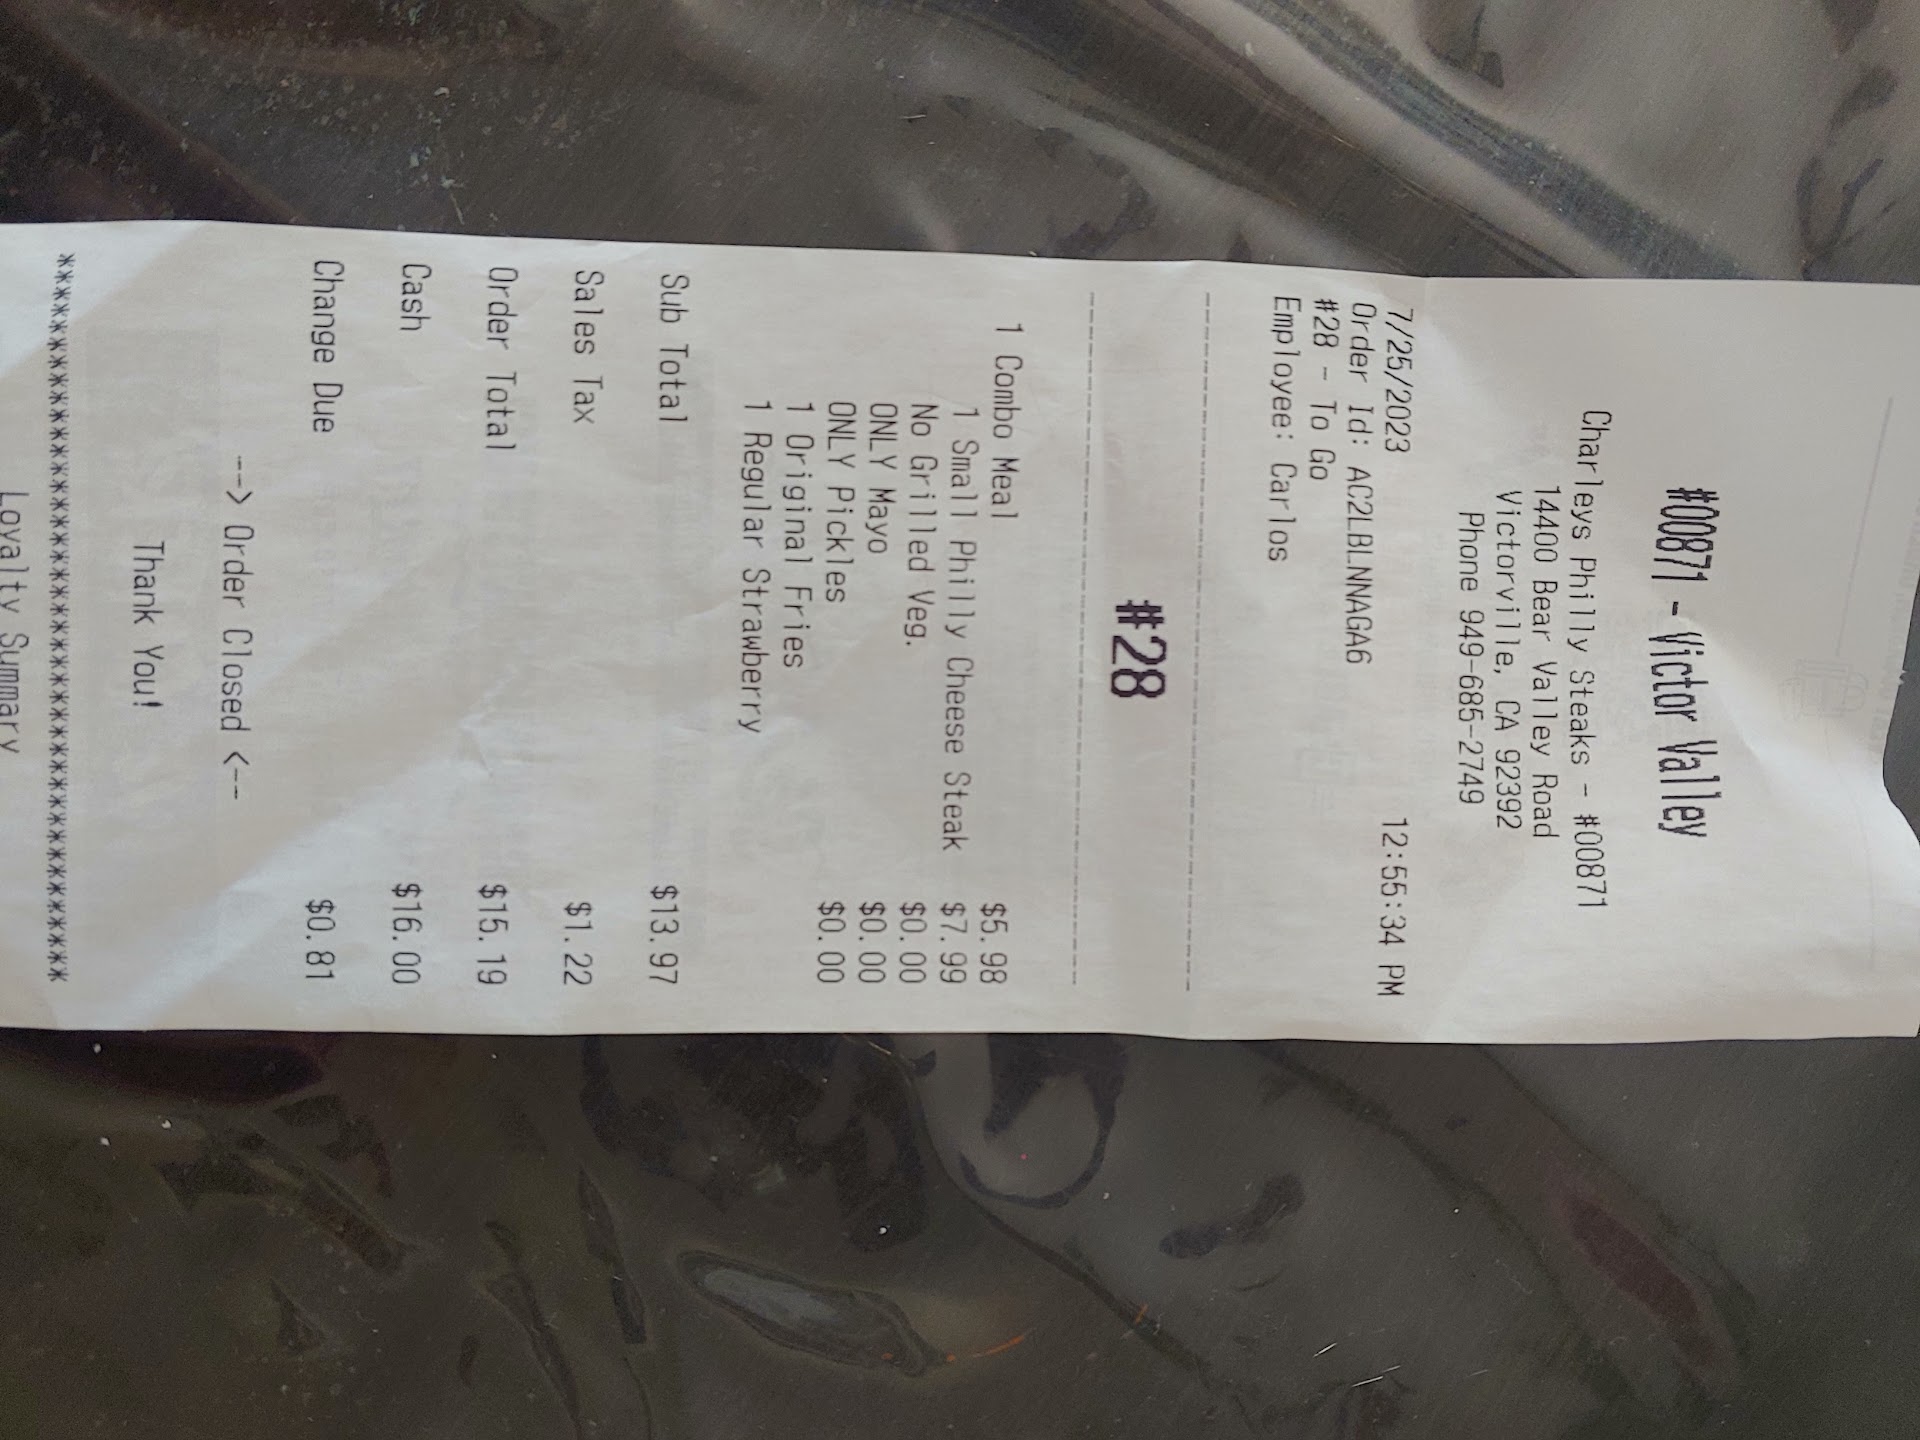 #00871 - Victor Valley
Charleys Philly Steaks - #00871
14400 Bear Valley Road
Victorville, CA 92392
Phone 949-685-2749
7/25/2023 12:55:34 PM
Order Id: AC2LBLNNAGA6
#28 - To Go
Employee: Carlos
#28
1 Combo Meal $5.98
1 Small Philly Cheese Steak $7.99
No Grilled Veg. $0.00
ONLY Mayo $0.00
ONLY Pickles $0.00
1 Original Fries
1 Regular Strawberry
Sub Total $13.97
Sales Tax $1.22
Order Total $15.19
Cash $16.00
Change Due $0.81
--> Order Closed <--
Thank You!
****************************************
Loyalty Summary